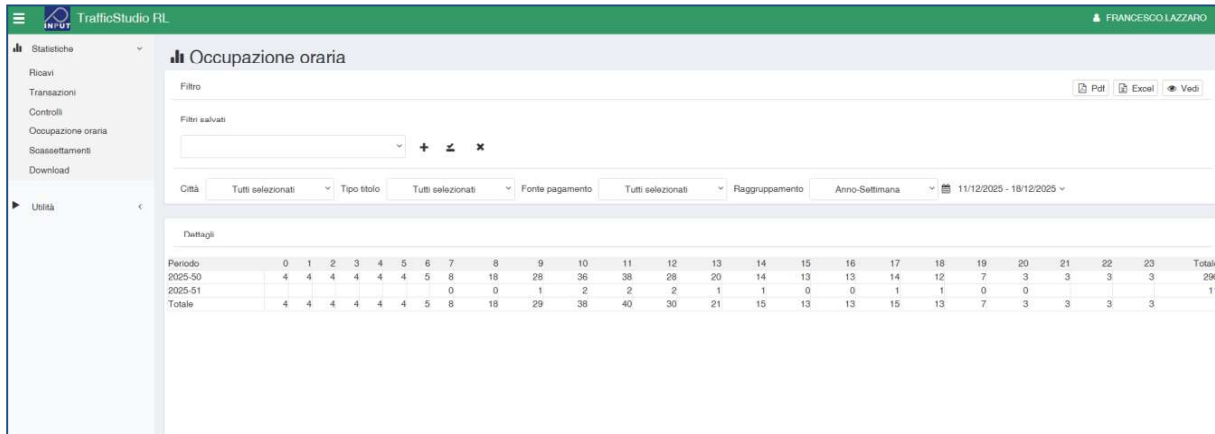 INPUT TrafficStudio RL FRANCESCO.LAZZARO
Statistiche
Ricavi
Transazioni
Controlli
Occupazione oraria
Scassettamenti
Download
Utilità
Occupazione oraria
Filtro Pdf Excel Vedi
Filtri salvati
Città Tutti selezionati Tipo titolo Tutti selezionati Fonte pagamento Tutti selezionati Raggruppamento Anno-Settimana 11/12/2025 - 18/12/2025
Dettagli
Periodo 0 1 2 3 4 5 6 7 8 9 10 11 12 13 14 15 16 17 18 19 20 21 22 23 Totale
2025-50 4 4 4 4 4 4 5 8 18 28 36 38 28 20 14 13 13 14 12 7 3 3 3 3 290
2025-51 0 0 1 2 2 2 1 1 0 0 1 1 0 0 11
Totale 4 4 4 4 4 4 5 8 18 29 38 40 30 21 15 13 13 15 13 7 3 3 3 3